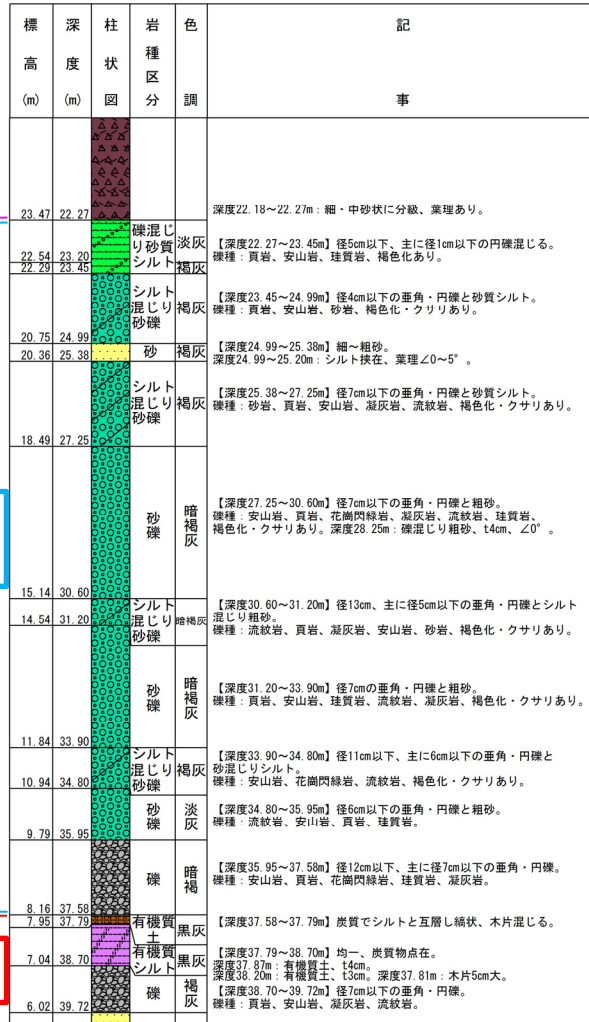 標高(m) 深度(m) 柱状図 岩種区分 色調 記事
23.47 22.27
深度22.18～22.27m：細・中砂状に分級、葉理あり。
礫混じり砂質シルト 淡灰
【深度22.27～23.45m】径5cm以下、主に径1cm以下の円礫混じる。
礫種：頁岩、安山岩、珪質岩、褐色化あり。
22.54 23.20
22.29 23.45 褐灰
シルト混じり砂礫 褐灰
【深度23.45～24.99m】径4cm以下の亜角・円礫と砂質シルト。
礫種：頁岩、安山岩、砂岩、褐色化・クサリあり。
20.75 24.99
20.36 25.38 砂 褐灰
【深度24.99～25.38m】細～粗砂。
深度24.99～25.20m：シルト挟在、葉理∠0～5°。
シルト混じり砂礫 褐灰
【深度25.38～27.25m】径7cm以下の亜角・円礫と砂質シルト。
礫種：砂岩、頁岩、安山岩、凝灰岩、流紋岩、褐色化・クサリあり。
18.49 27.25
砂礫 暗褐灰
【深度27.25～30.60m】径7cm以下の亜角・円礫と粗砂。
礫種：安山岩、頁岩、花崗閃緑岩、凝灰岩、流紋岩、珪質岩、
褐色化・クサリあり。深度28.25m：礫混じり粗砂、t4cm、∠0°。
15.14 30.60
シルト混じり砂礫 暗褐灰
【深度30.60～31.20m】径13cm、主に径5cm以下の亜角・円礫とシルト
混じり粗砂。
礫種：流紋岩、頁岩、凝灰岩、安山岩、砂岩、褐色化・クサリあり。
14.54 31.20
砂礫 暗褐灰
【深度31.20～33.90m】径7cmの亜角・円礫と粗砂。
礫種：頁岩、安山岩、珪質岩、流紋岩、凝灰岩、褐色化・クサリあり。
11.84 33.90
シルト混じり砂礫 褐灰
【深度33.90～34.80m】径11cm以下、主に6cm以下の亜角・円礫と
砂混じりシルト。
礫種：安山岩、花崗閃緑岩、流紋岩、褐色化・クサリあり。
10.94 34.80
砂礫 淡灰
【深度34.80～35.95m】径6cm以下の亜角・円礫と粗砂。
礫種：流紋岩、安山岩、頁岩、珪質岩。
9.79 35.95
礫 暗褐
【深度35.95～37.58m】径12cm以下、主に径7cm以下の亜角・円礫。
礫種：安山岩、頁岩、花崗閃緑岩、珪質岩、凝灰岩。
8.16 37.58
7.95 37.79 有機質土 黒灰
【深度37.58～37.79m】炭質でシルトと互層し縞状、木片混じる。
有機質シルト 黒灰
【深度37.79～38.70m】均一、炭質物点在。
深度37.87m：有機質土、t4cm。
深度38.20m：有機質土、t3cm。深度37.81m：木片5cm大。
7.04 38.70
礫 褐灰
【深度38.70～39.72m】径7cm以下の亜角・円礫。
礫種：頁岩、安山岩、凝灰岩、流紋岩。
6.02 39.72